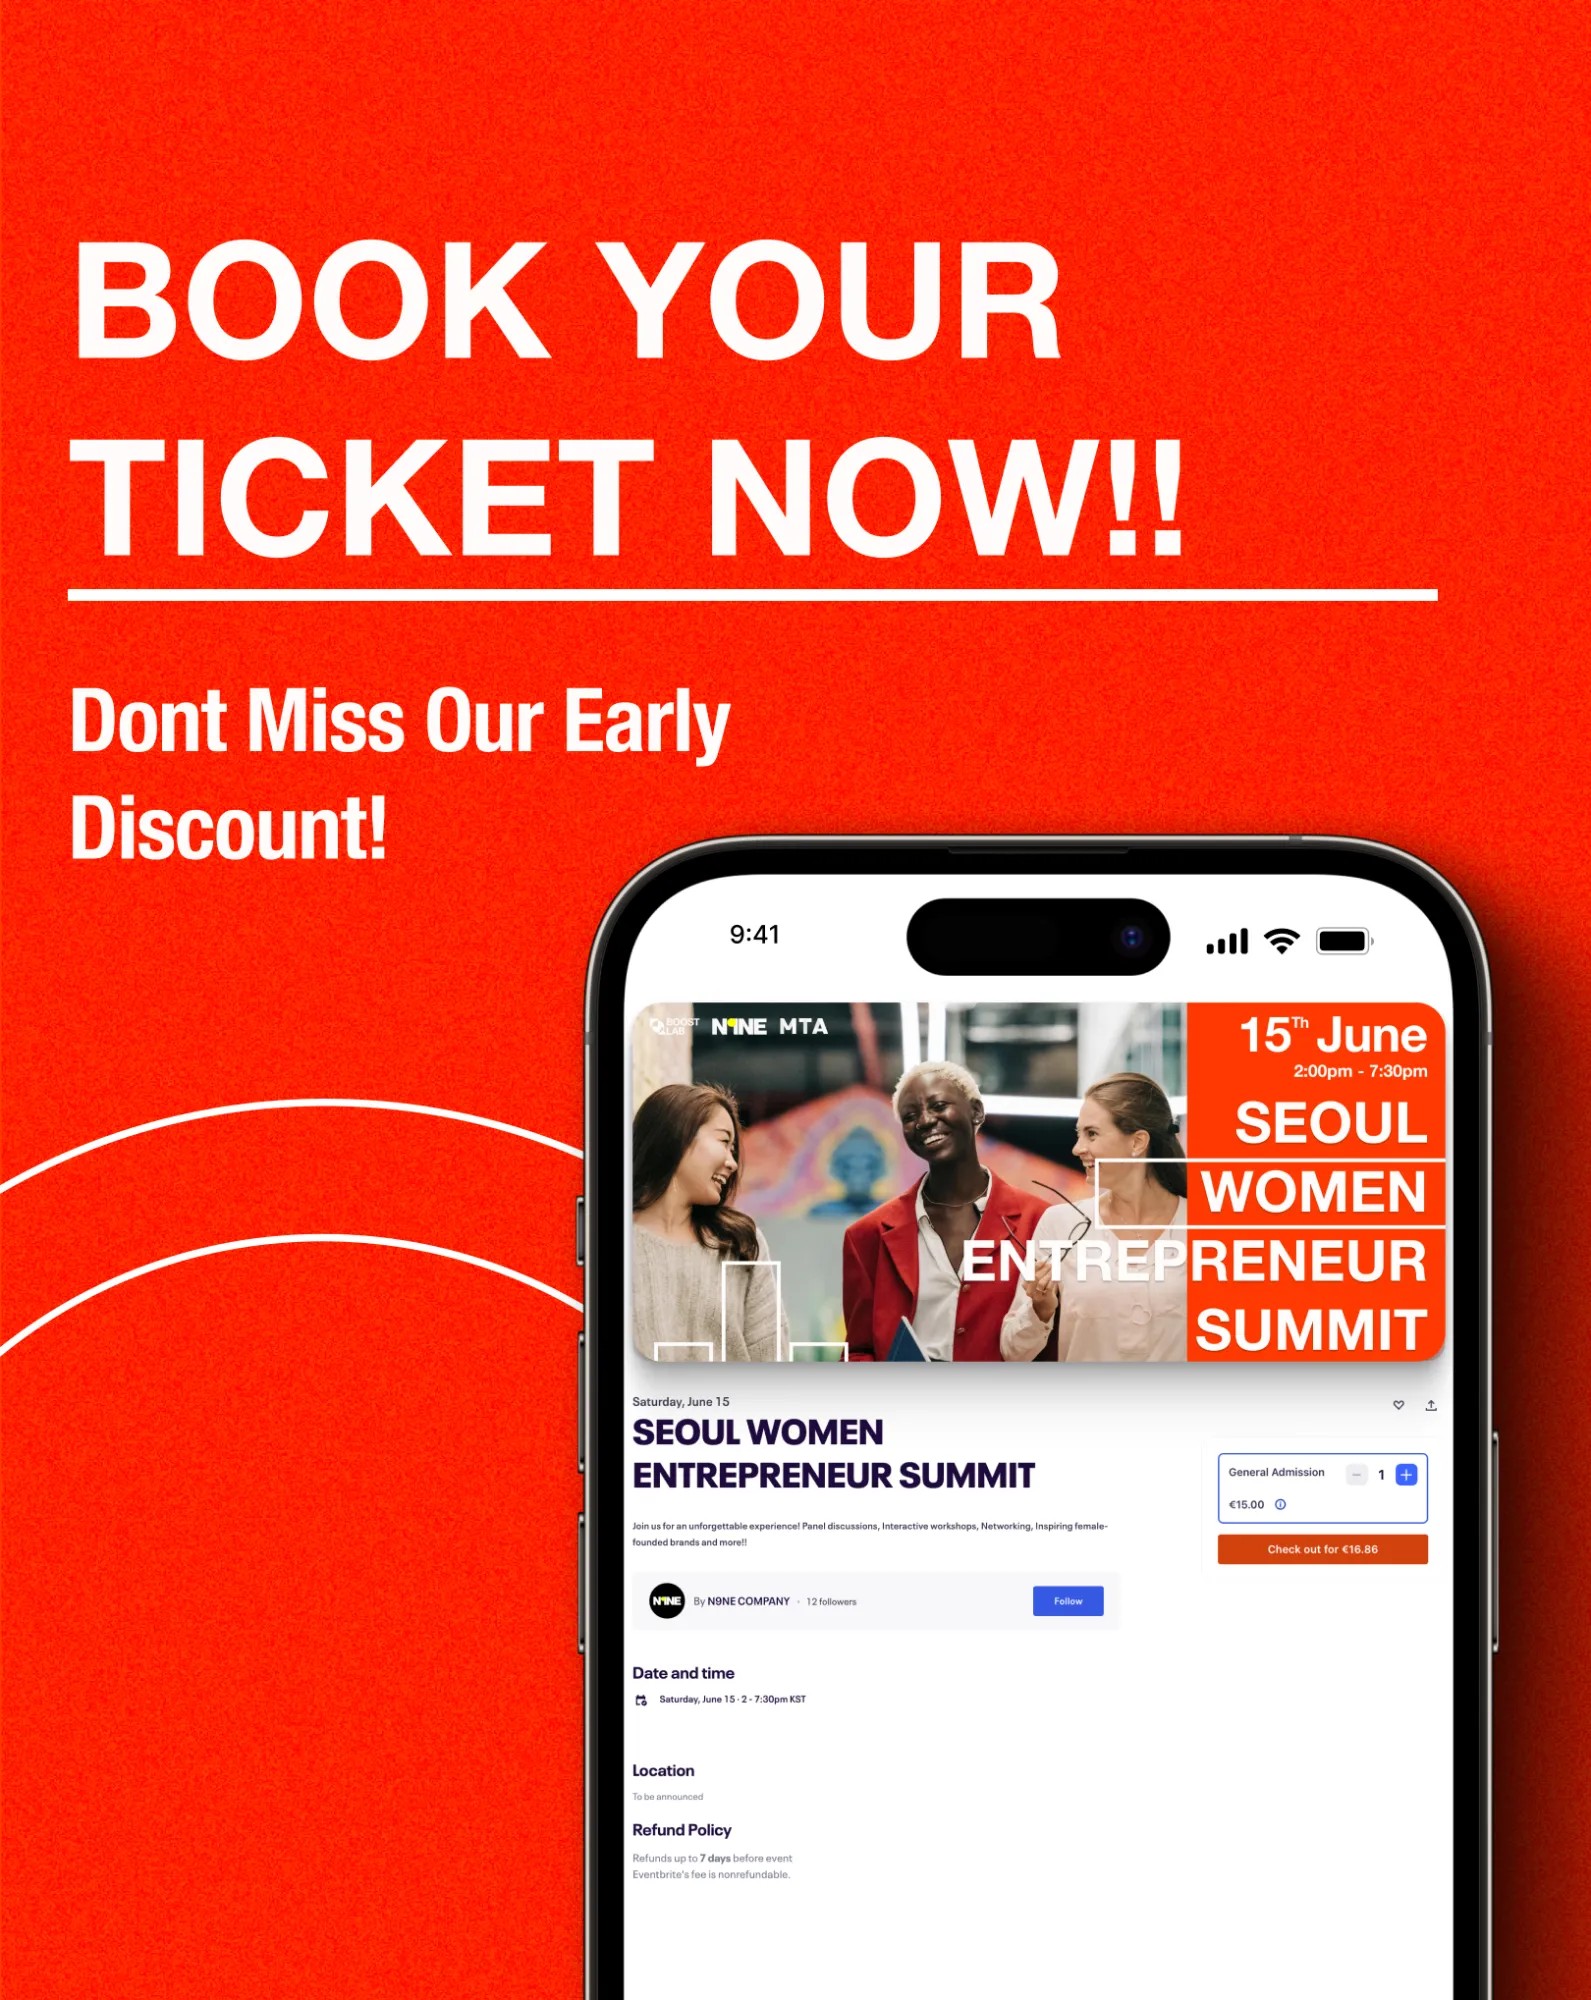 BOOK YOUR
TICKET NOW!!
Dont Miss Our Early
Discount!
9:41
BOOST
LAB
N9NE MTA
15Th June
2:00pm - 7:30pm
SEOUL
WOMEN
ENTREPRENEUR
SUMMIT
Saturday, June 15
SEOUL WOMEN
ENTREPRENEUR SUMMIT
General Admission
1
€15.00
Check out for €16.86
Join us for an unforgettable experience! Panel discussions, Interactive workshops, Networking, Inspiring female-
founded brands and more!!
N9NE
By N9NE COMPANY · 12 followers
Follow
Date and time
Saturday, June 15 · 2 - 7:30pm KST
Location
To be announced
Refund Policy
Refunds up to 7 days before event
Eventbrite's fee is nonrefundable.